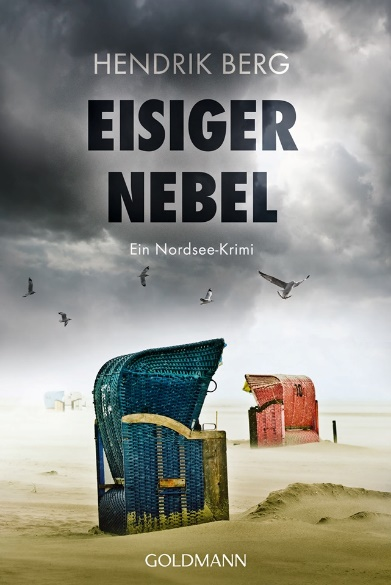 HENDRIK BERG
EISIGER
NEBEL
Ein Nordsee-Krimi
GOLDMANN